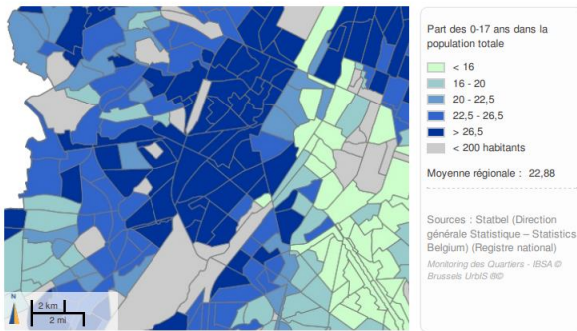 Part des 0-17 ans dans la
population totale
< 16
16 - 20
20 - 22,5
22,5 - 26,5
> 26,5
< 200 habitants
Moyenne régionale : 22,88
Sources : Statbel (Direction
générale Statistique – Statistics
Belgium) (Registre national)
Monitoring des Quartiers - IBSA ©
Brussels UrbIS ®©
N
2 km
2 mi